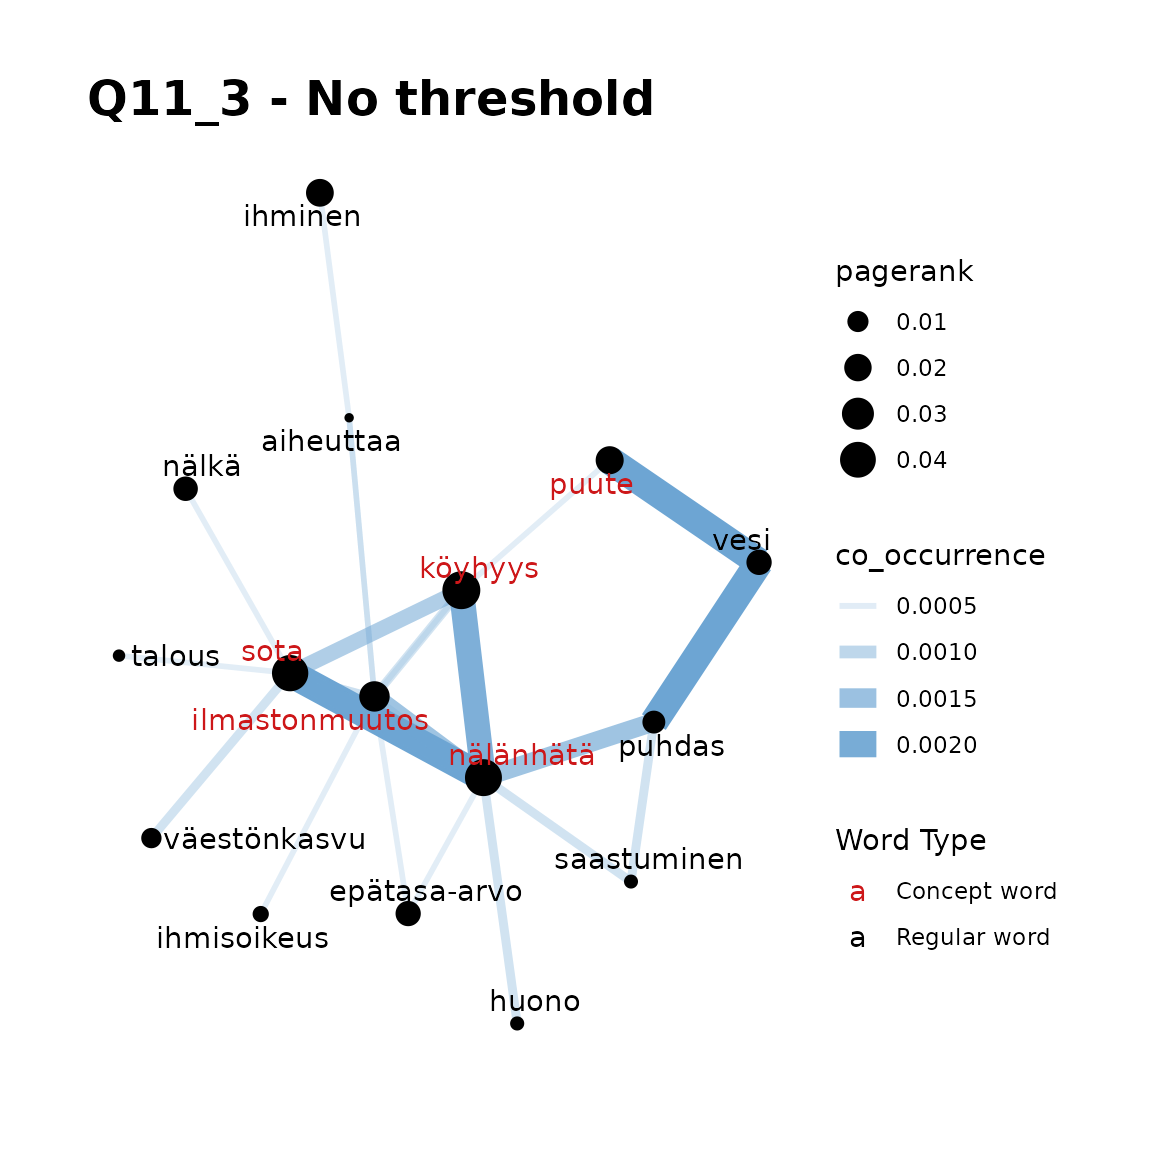 Q11_3 - No threshold
ihminen
aiheuttaa
nälkä
puute
vesi
köyhyys
sota
talous
ilmastonmuutos
nälänhätä
puhdas
väestönkasvu
saastuminen
epätasa-arvo
ihmisoikeus
huono
pagerank
0.01
0.02
0.03
0.04
co_occurrence
0.0005
0.0010
0.0015
0.0020
Word Type
a Concept word
a Regular word